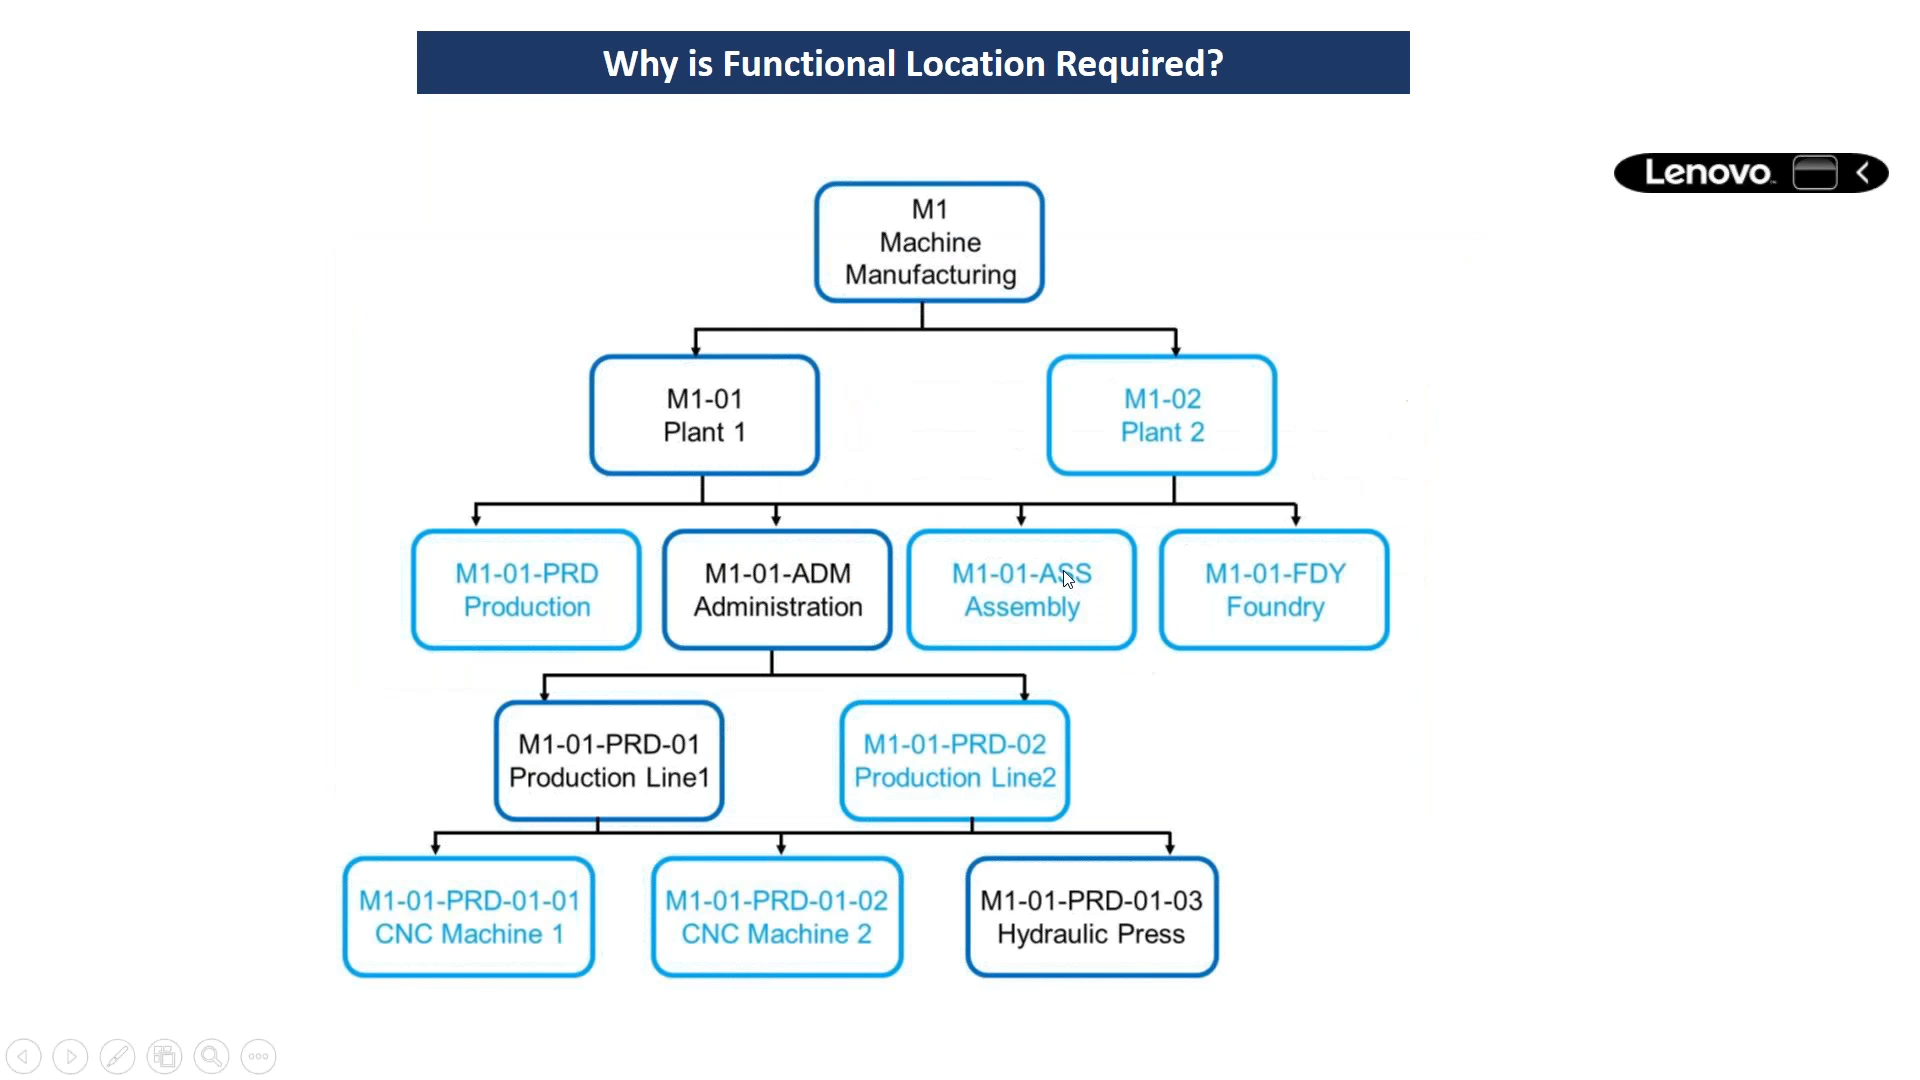 Why is Functional Location Required?
Lenovo
M1
Machine
Manufacturing
M1-01
Plant 1
M1-02
Plant 2
M1-01-PRD
Production
M1-01-ADM
Administration
M1-01-ASS
Assembly
M1-01-FDY
Foundry
M1-01-PRD-01
Production Line1
M1-01-PRD-02
Production Line2
M1-01-PRD-01-01
CNC Machine 1
M1-01-PRD-01-02
CNC Machine 2
M1-01-PRD-01-03
Hydraulic Press